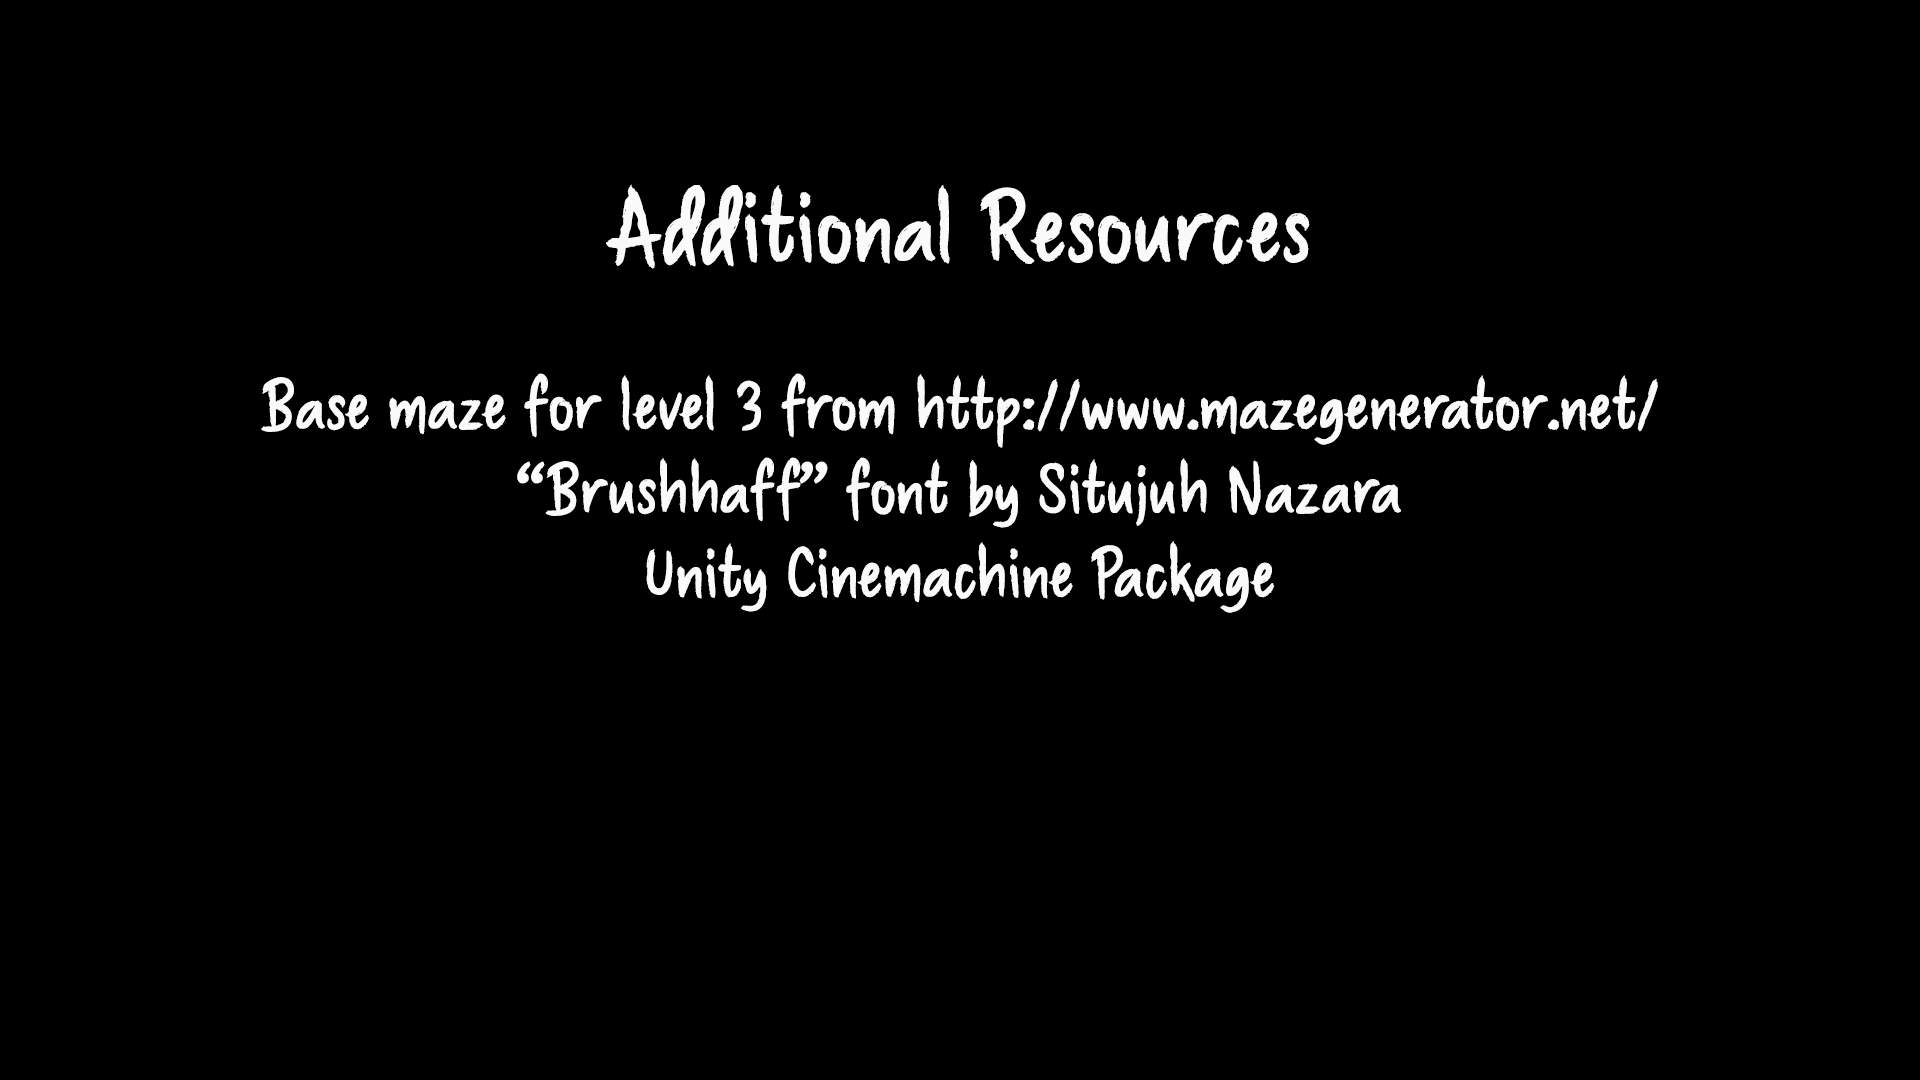 Additional Resources
Base maze for level 3 from http://www.mazegenerator.net/
“Brushhaff” font by Situjuh Nazara
Unity Cinemachine Package